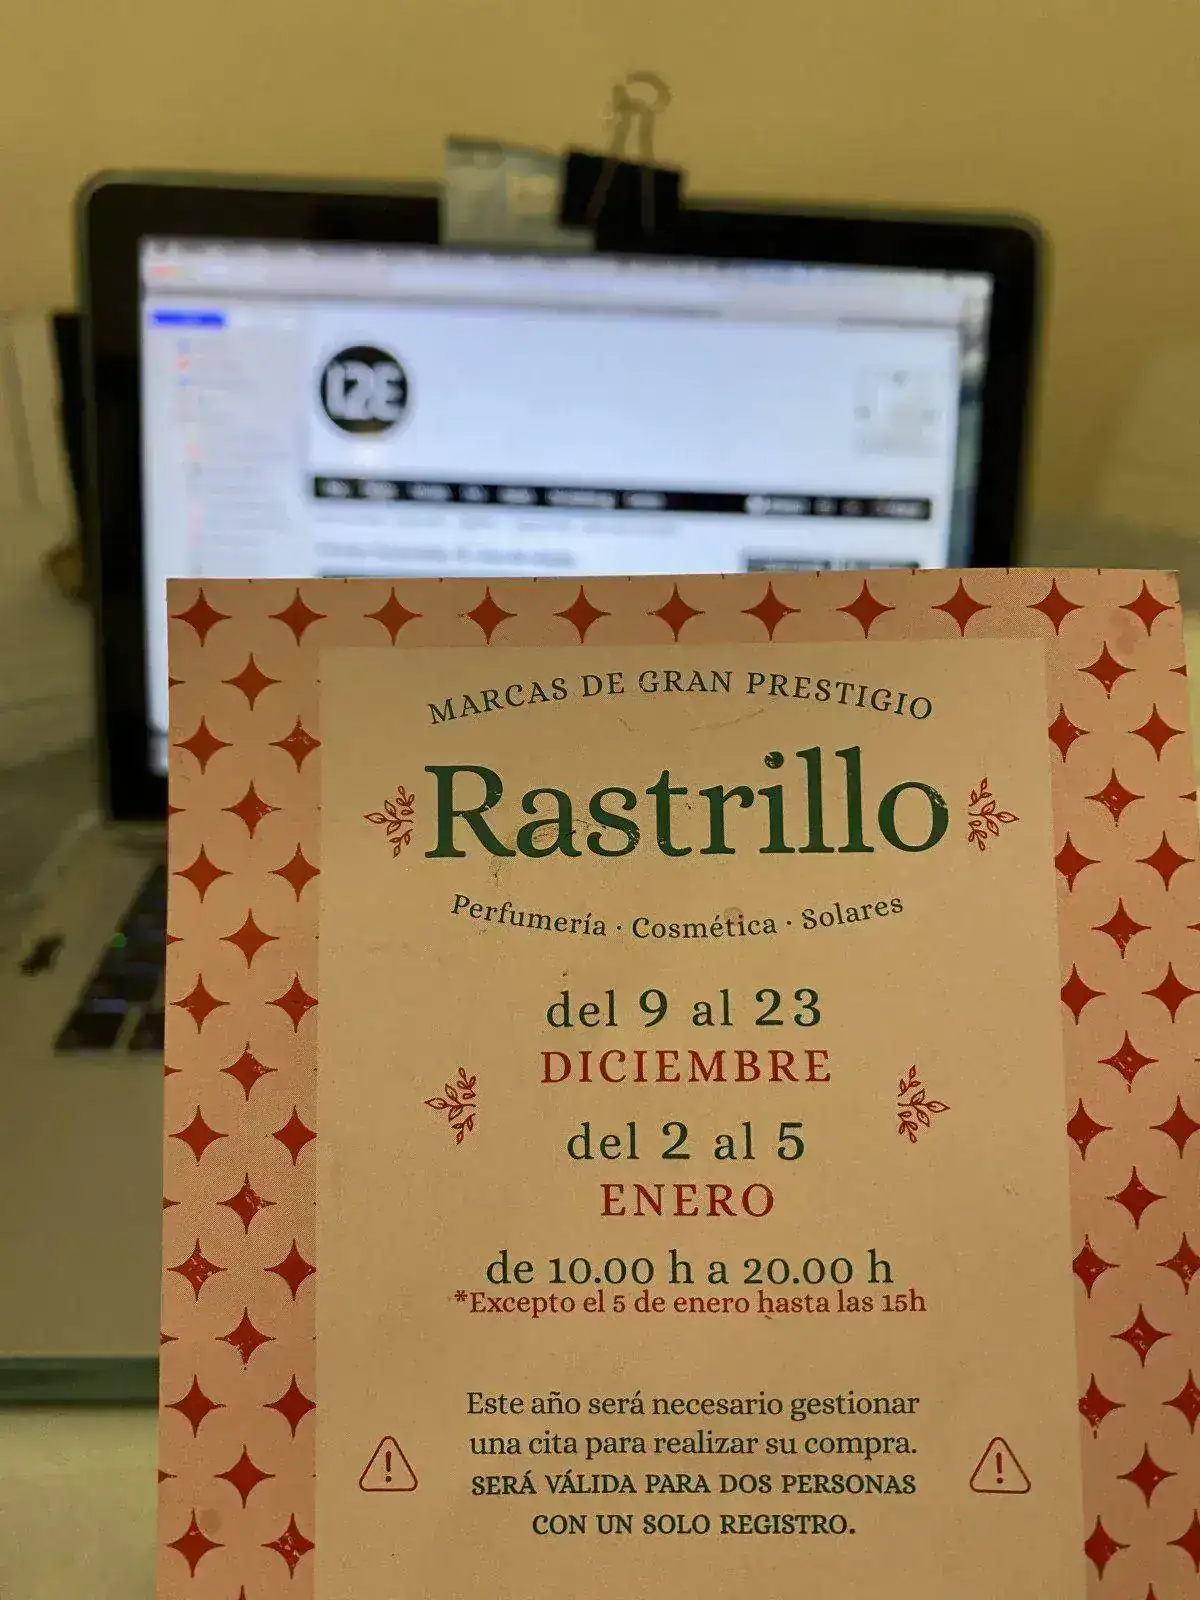 12E
MARCAS DE GRAN PRESTIGIO
Rastrillo
Perfumería · Cosmética · Solares
del 9 al 23
DICIEMBRE
del 2 al 5
ENERO
de 10.00 h a 20.00 h
*Excepto el 5 de enero hasta las 15h
Este año será necesario gestionar
una cita para realizar su compra.
SERÁ VÁLIDA PARA DOS PERSONAS
CON UN SOLO REGISTRO.